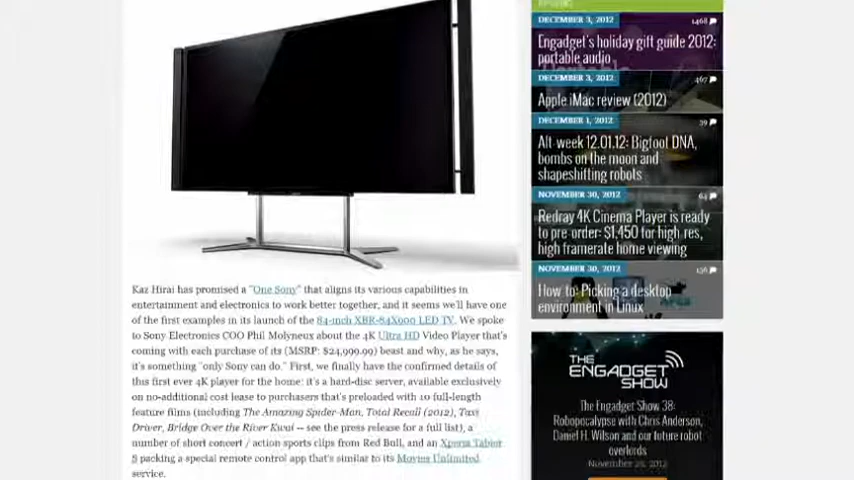 Kaz Hirai has promised a "One Sony" that aligns its various capabilities in
entertainment and electronics to work better together, and it seems we'll have one
of the first examples in its launch of the 84-inch XBR-84X900 LED TV. We spoke
to Sony Electronics COO Phil Molyneux about the 4K Ultra HD Video Player that's
coming with each purchase of its (MSRP: $24,999.99) beast and why, as he says,
it's something "only Sony can do." First, we finally have the confirmed details of
this first ever 4K player for the home: it's a hard-disc server, available exclusively
on no-additional cost lease to purchasers that's preloaded with 10 full-length
feature films (including The Amazing Spider-Man, Total Recall (2012), Taxi
Driver, Bridge Over the River Kwai -- see the press release for a full list), a
number of short concert / action sports clips from Red Bull, and an Xperia Tablet
S packing a special remote control app that's similar to its Movies Unlimited
service.
DECEMBER 3, 2012 1468
Engadget's holiday gift guide 2012:
portable audio
DECEMBER 3, 2012 467
Apple iMac review (2012)
DECEMBER 1, 2012 39
Alt-week 12.01.12: Bigfoot DNA,
bombs on the moon and
shapeshifting robots
NOVEMBER 30, 2012 64
Redray 4K Cinema Player is ready
to pre-order: $1,450 for high-res,
high framerate home viewing
NOVEMBER 30, 2012 136
How to: Picking a desktop
environment in Linux
THE
ENGADGET
SHOW
The Engadget Show 38:
Robopocalypse with Chris Anderson,
Daniel H. Wilson and our future robot
overlords